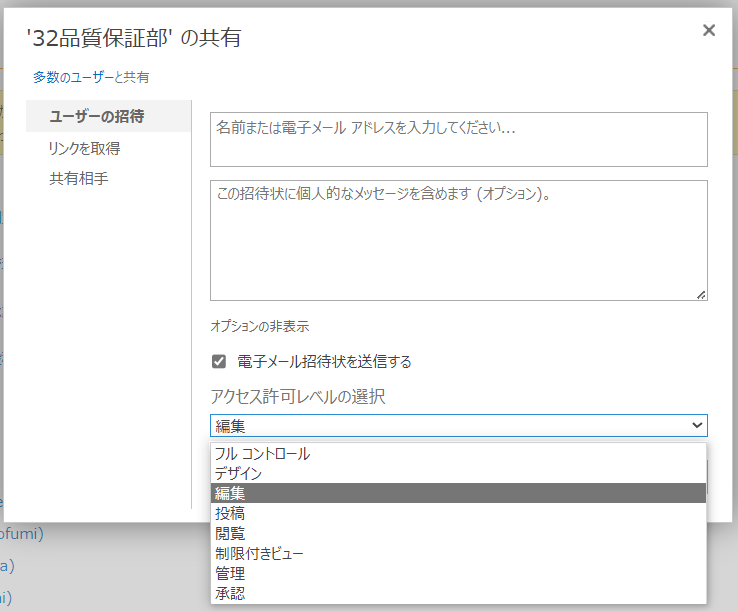 '32品質保証部' の共有
多数のユーザーと共有
ユーザーの招待
リンクを取得
共有相手
名前または電子メール アドレスを入力してください...
この招待状に個人的なメッセージを含めます (オプション)。
オプションの非表示
電子メール招待状を送信する
アクセス許可レベルの選択
編集
フル コントロール
デザイン
編集
投稿
閲覧
制限付きビュー
管理
承認
ofumi)
a)
i)